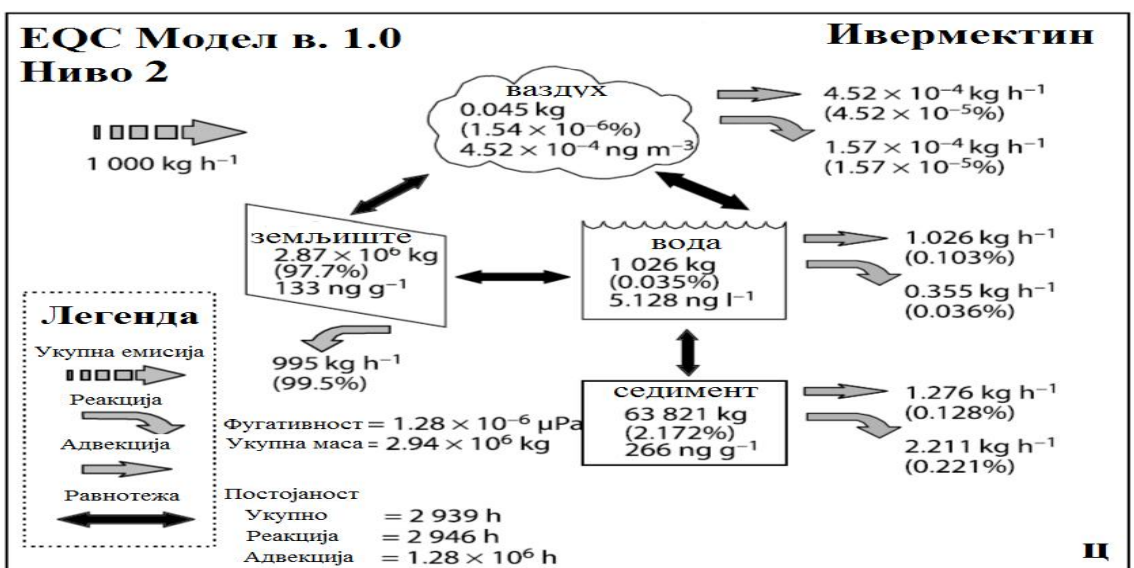 EQC Модел в. 1.0
Ниво 2
Ивермектин
1 000 kg h⁻¹
ваздух
0.045 kg
(1.54 × 10⁻⁶%)
4.52 × 10⁻⁴ ng m⁻³
4.52 × 10⁻⁴ kg h⁻¹
(4.52 × 10⁻⁵%)
1.57 × 10⁻⁴ kg h⁻¹
(1.57 × 10⁻⁵%)
земљиште
2.87 × 10⁶ kg
(97.7%)
133 ng g⁻¹
995 kg h⁻¹
(99.5%)
вода
1 026 kg
(0.035%)
5.128 ng l⁻¹
1.026 kg h⁻¹
(0.103%)
0.355 kg h⁻¹
(0.036%)
седимент
63 821 kg
(2.172%)
266 ng g⁻¹
1.276 kg h⁻¹
(0.128%)
2.211 kg h⁻¹
(0.221%)
Легенда
Укупна емисија
Реакција
Адвекција
Равнотежа
Фугативност = 1.28 × 10⁻⁶ µPa
Укупна маса = 2.94 × 10⁶ kg
Постојаност
Укупно = 2 939 h
Реакција = 2 946 h
Адвекција = 1.28 × 10⁶ h
ц